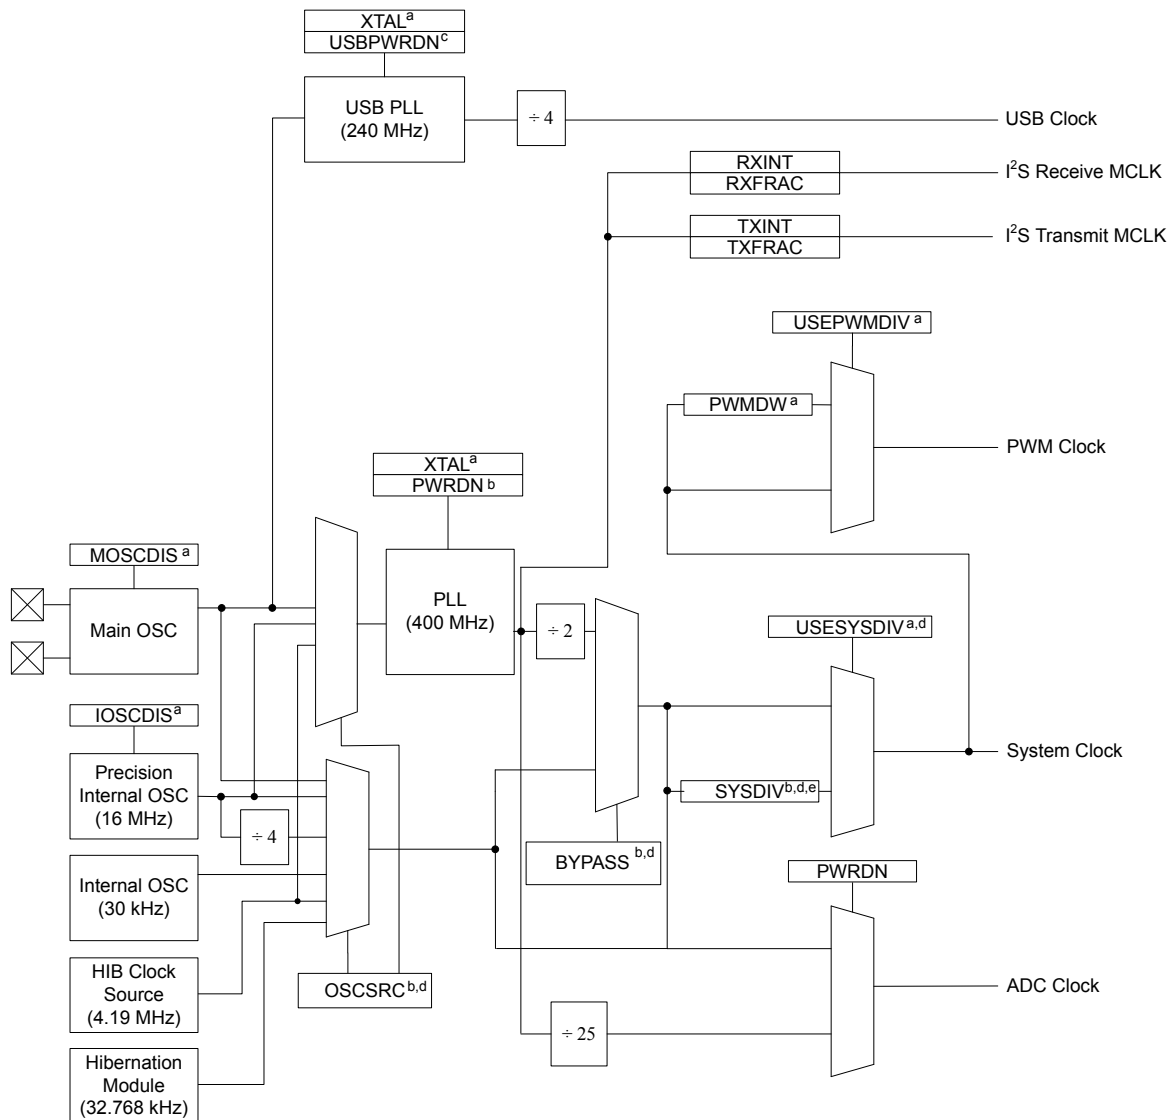 XTALᵃ
USBPWRDNᶜ
USB PLL
(240 MHz)
÷ 4
USB Clock
RXINT
RXFRAC
I²S Receive MCLK
TXINT
TXFRAC
I²S Transmit MCLK
USEPWMDIV ᵃ
PWMDW ᵃ
PWM Clock
XTALᵃ
PWRDN ᵇ
MOSCDIS ᵃ
Main OSC
PLL
(400 MHz)
÷ 2
USESYSDIVᵃ,ᵈ
IOSCDISᵃ
Precision
Internal OSC
(16 MHz)
÷ 4
System Clock
SYSDIVᵇ,ᵈ,ᵉ
BYPASS ᵇ,ᵈ
PWRDN
Internal OSC
(30 kHz)
HIB Clock
Source
(4.19 MHz)
OSCSRCᵇ,ᵈ
ADC Clock
÷ 25
Hibernation
Module
(32.768 kHz)